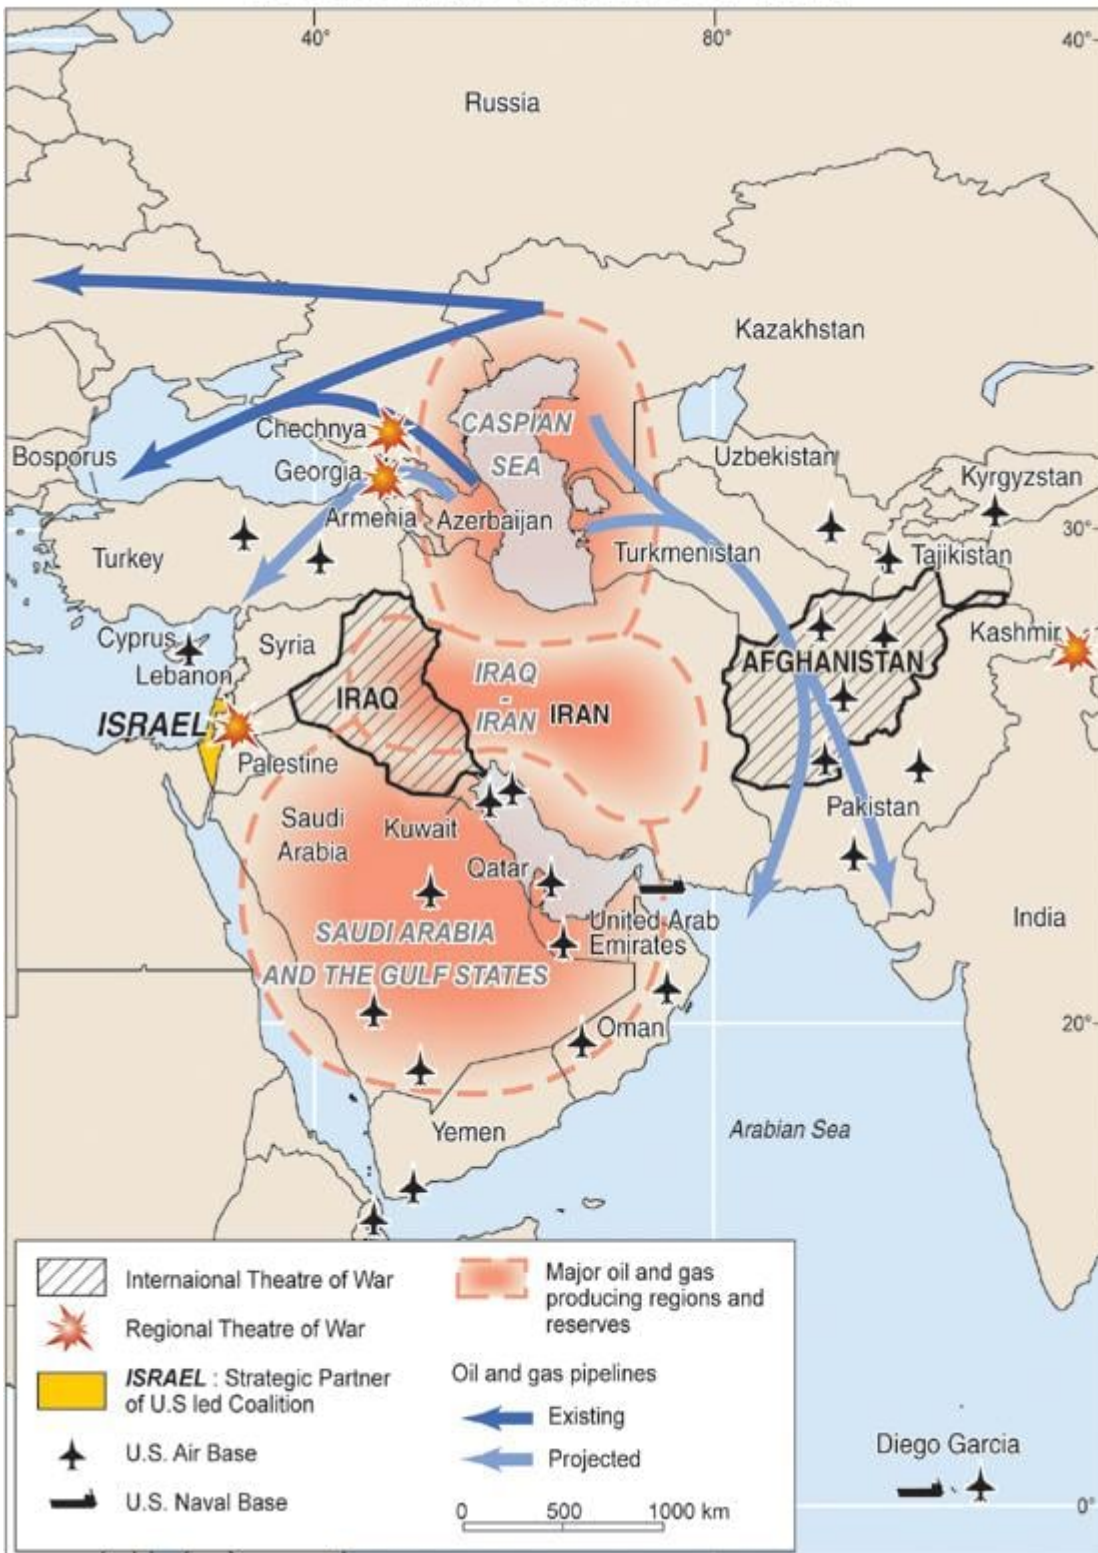 40°
80°
40°
Russia
Kazakhstan
CASPIAN
SEA
Chechnya
Bosporus
Georgia
Uzbekistan
Kyrgyzstan
Armenia
Azerbaijan
30°
Turkey
Turkmenistan
Tajikistan
Cyprus
Syria
Kashmir
Lebanon
AFGHANISTAN
IRAQ
IRAQ
-
IRAN
IRAN
ISRAEL
Palestine
Saudi
Arabia
Kuwait
Pakistan
Qatar
United Arab
Emirates
India
SAUDI ARABIA
AND THE GULF STATES
20°
Oman
Yemen
Arabian Sea
Internaional Theatre of War
Regional Theatre of War
ISRAEL : Strategic Partner
of U.S led Coalition
U.S. Air Base
U.S. Naval Base
Major oil and gas
producing regions and
reserves
Oil and gas pipelines
Existing
Projected
0 500 1000 km
Diego Garcia
0°